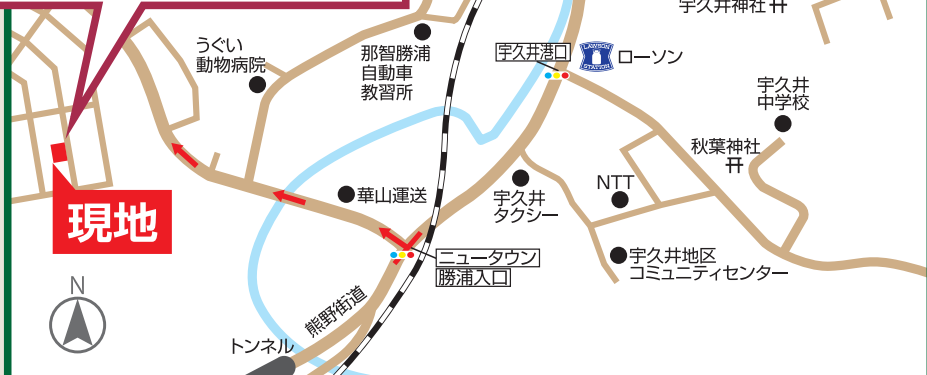 宇久井神社
うぐい
動物病院
那智勝浦
自動車
教習所
宇久井港口
LAWSON
STATION
ローソン
宇久井
中学校
秋葉神社
華山運送
宇久井
タクシー
NTT
現地
ニュータウン
勝浦入口
宇久井地区
コミュニティセンター
N
熊野街道
トンネル